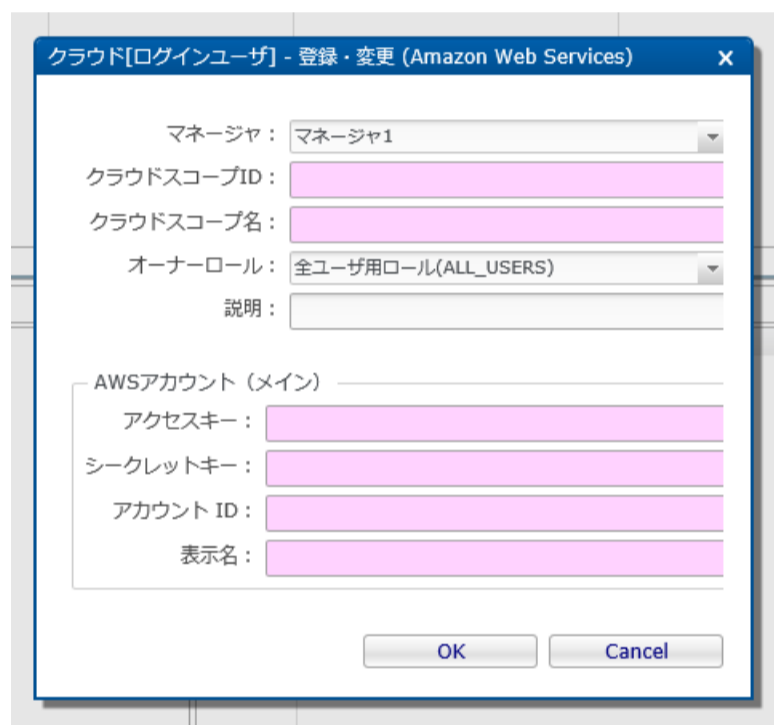 クラウド[ログインユーザ] - 登録・変更 (Amazon Web Services) x
マネージャ： マネージャ1
クラウドスコープID：
クラウドスコープ名：
オーナーロール： 全ユーザ用ロール(ALL_USERS)
説明：
AWSアカウント（メイン）
アクセスキー：
シークレットキー：
アカウント ID：
表示名：
OK Cancel